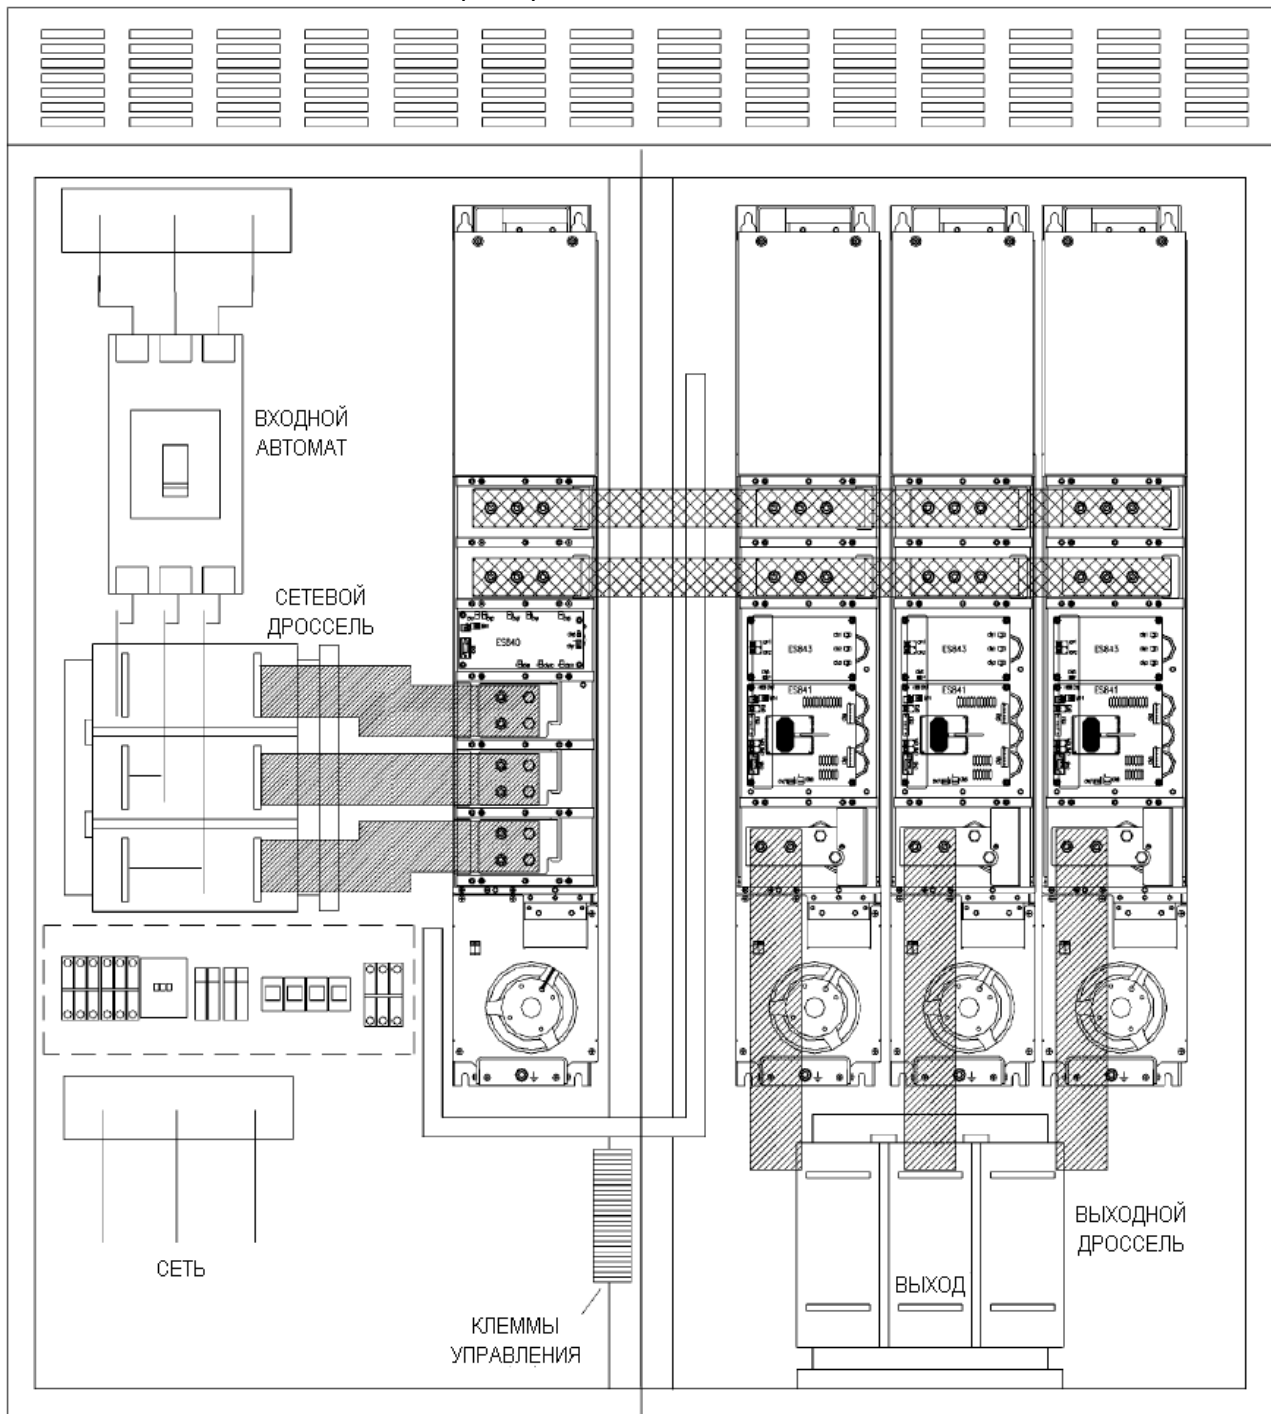 ВХОДНОЙ
АВТОМАТ
СЕТЕВОЙ
ДРОССЕЛЬ
ES840
ES843
ES843
ES843
ES841
ES841
ES841
ВЫХОДНОЙ
ДРОССЕЛЬ
СЕТЬ
ВЫХОД
КЛЕММЫ
УПРАВЛЕНИЯ